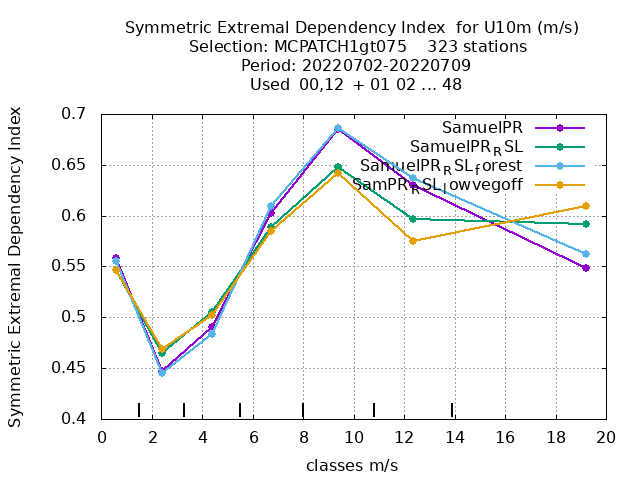 Symmetric Extremal Dependency Index  for U10m (m/s)
Selection: MCPATCH1gt075    323 stations
Period: 20220702-20220709
Used  00,12  + 01 02 ... 48
Symmetric Extremal Dependency Index
0.7
0.65
0.6
0.55
0.5
0.45
0.4
SamuelPR
SamuelPR_RSL
SamuelPR_RSL_forest
SamPR_RSL_lowvegoff
0 2 4 6 8 10 12 14 16 18 20
classes m/s